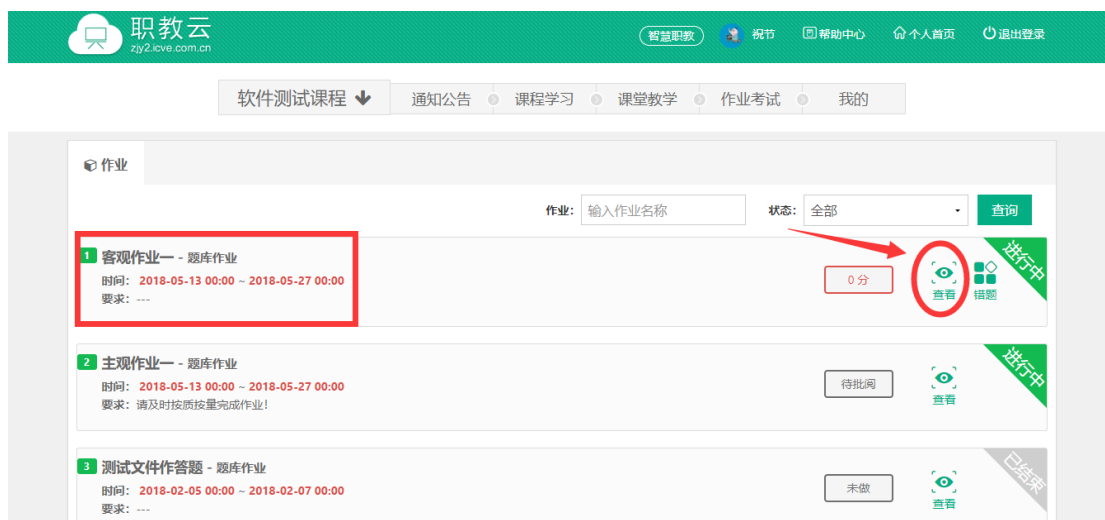 职教云
zjy2.icve.com.cn
智慧职教 祝节 帮助中心 个人首页 退出登录
软件测试课程 通知公告 课程学习 课堂教学 作业考试 我的
作业
作业： 输入作业名称 状态： 全部 查询
1 客观作业一 - 题库作业
时间： 2018-05-13 00:00 ~ 2018-05-27 00:00
要求： ---
0 分 查看 错题 进行中
2 主观作业一 - 题库作业
时间： 2018-05-13 00:00 ~ 2018-05-27 00:00
要求： 请及时按质按量完成作业！
待批阅 查看 进行中
3 测试文件作答题 - 题库作业
时间： 2018-02-05 00:00 ~ 2018-02-07 00:00
要求： ---
未做 查看 已结束